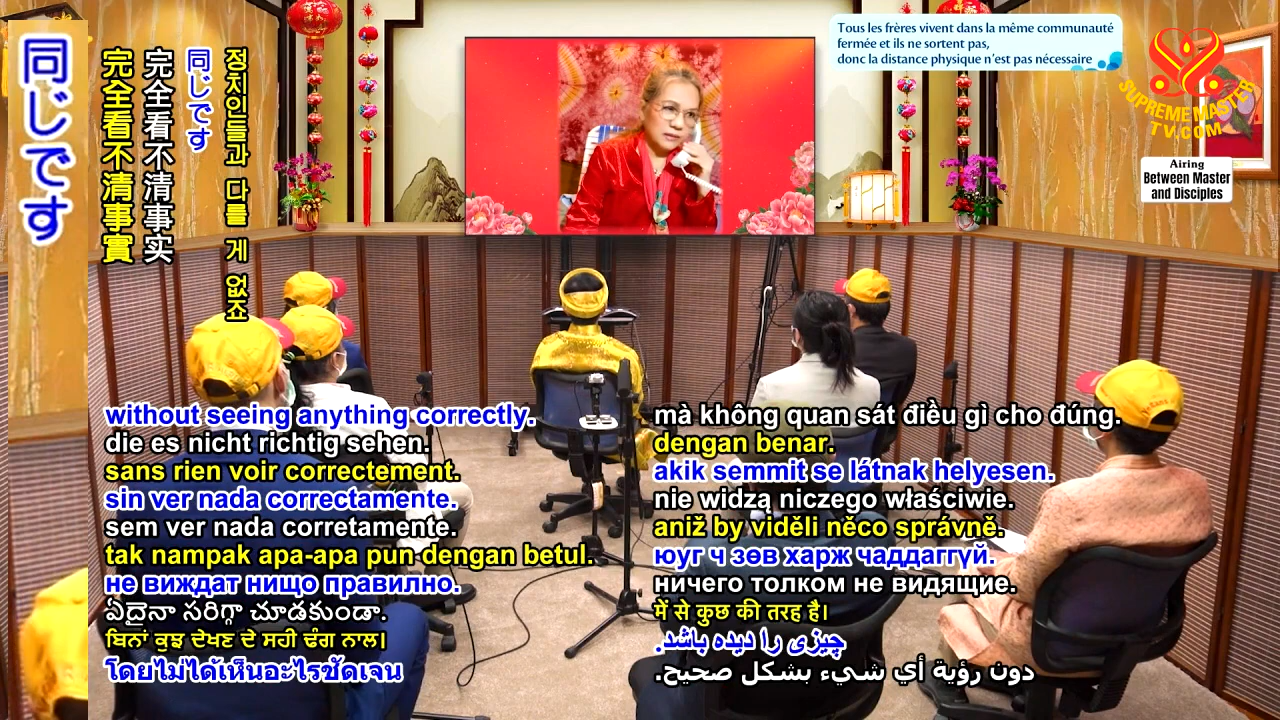 同じです
完全看不清事實
完全看不清事实
同じです
정치인들과 다를 게 없죠
Tous les frères vivent dans la même communauté
fermée et ils ne sortent pas,
donc la distance physique n'est pas nécessaire
SUPREME MASTER
TV.COM
Airing
Between Master
and Disciples
without seeing anything correctly.
die es nicht richtig sehen.
sans rien voir correctement.
sin ver nada correctamente.
sem ver nada corretamente.
tak nampak apa-apa pun dengan betul.
не виждат нищо правилно.
ఏదైనా సరిగ్గా చూడకుండా.
ਬਿਨਾਂ ਕੁਝ ਦੇਖਣ ਦੇ ਸਹੀ ਢੰਗ ਨਾਲ।
โดยไม่ได้เห็นอะไรชัดเจน
mà không quan sát điều gì cho đúng.
dengan benar.
akik semmit se látnak helyesen.
nie widzą niczego właściwie.
aniž by viděli něco správně.
юуг ч зөв харж чаддаггүй.
ничего толком не видящие.
में से कुछ की तरह है।
چیزی را دیده باشد.
دون رؤية أي شيء بشكل صحيح.